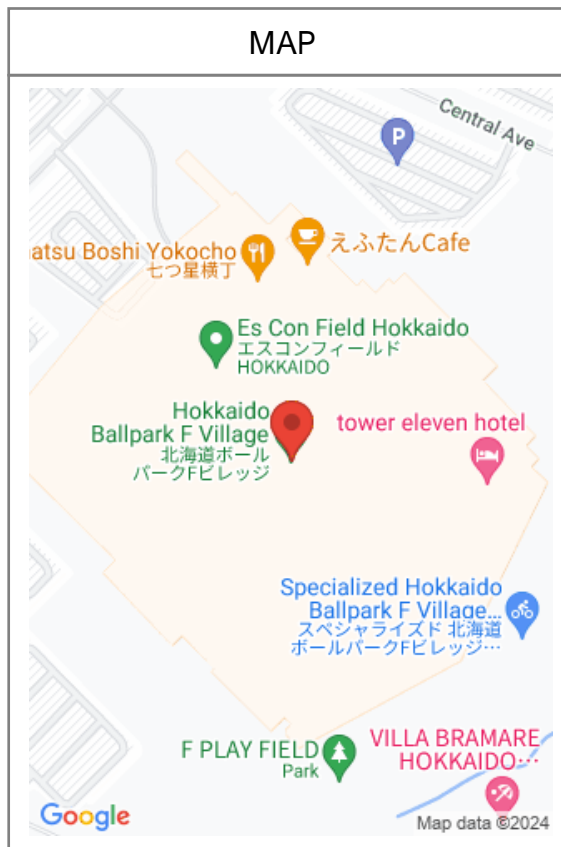 MAP
Central Ave
P
atsu Boshi Yokocho
七つ星横丁
えふたんCafe
Es Con Field Hokkaido
エスコンフィールド
HOKKAIDO
Hokkaido
Ballpark F Village
北海道ボール
パークFビレッジ
tower eleven hotel
Specialized Hokkaido
Ballpark F Village...
スペシャライズド 北海道
ボールパークFビレッジ…
F PLAY FIELD
Park
VILLA BRAMARE
HOKKAIDO…
Google
Map data ©2024